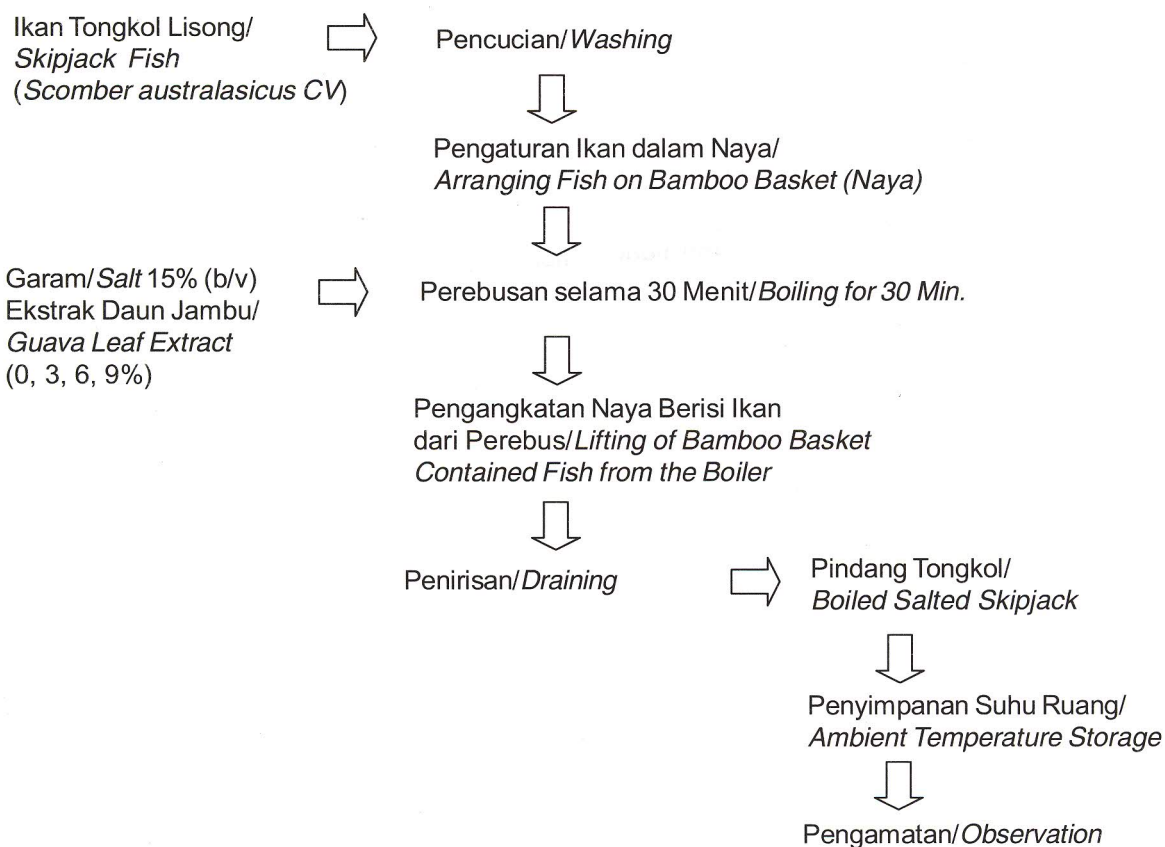 Ikan Tongkol Lisong/
Skipjack Fish
(Scomber australasicus CV)
Pencucian/Washing
Pengaturan Ikan dalam Naya/
Arranging Fish on Bamboo Basket (Naya)
Garam/Salt 15% (b/v)
Ekstrak Daun Jambu/
Guava Leaf Extract
(0, 3, 6, 9%)
Perebusan selama 30 Menit/Boiling for 30 Min.
Pengangkatan Naya Berisi Ikan
dari Perebus/Lifting of Bamboo Basket
Contained Fish from the Boiler
Penirisan/Draining
Pindang Tongkol/
Boiled Salted Skipjack
Penyimpanan Suhu Ruang/
Ambient Temperature Storage
Pengamatan/Observation